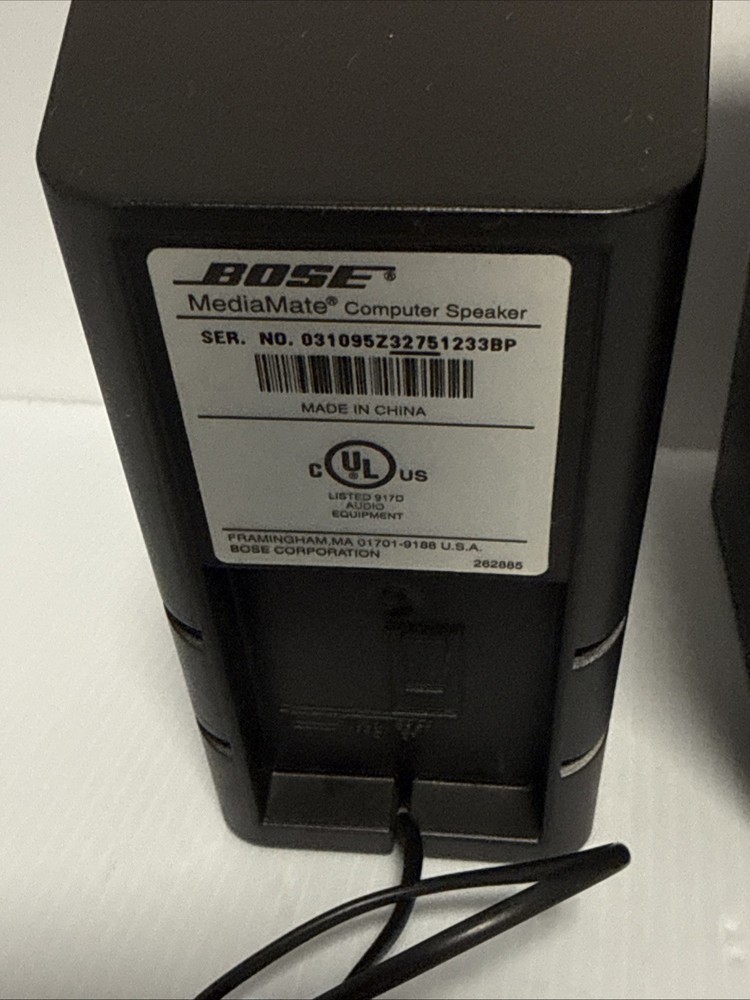 BOSE®
MediaMate® Computer Speaker
SER. NO. 031095Z32751233BP
MADE IN CHINA
C UL US
LISTED 917D
AUDIO
EQUIPMENT
FRAMINGHAM,MA 01701-9188 U.S.A.
BOSE CORPORATION
262885